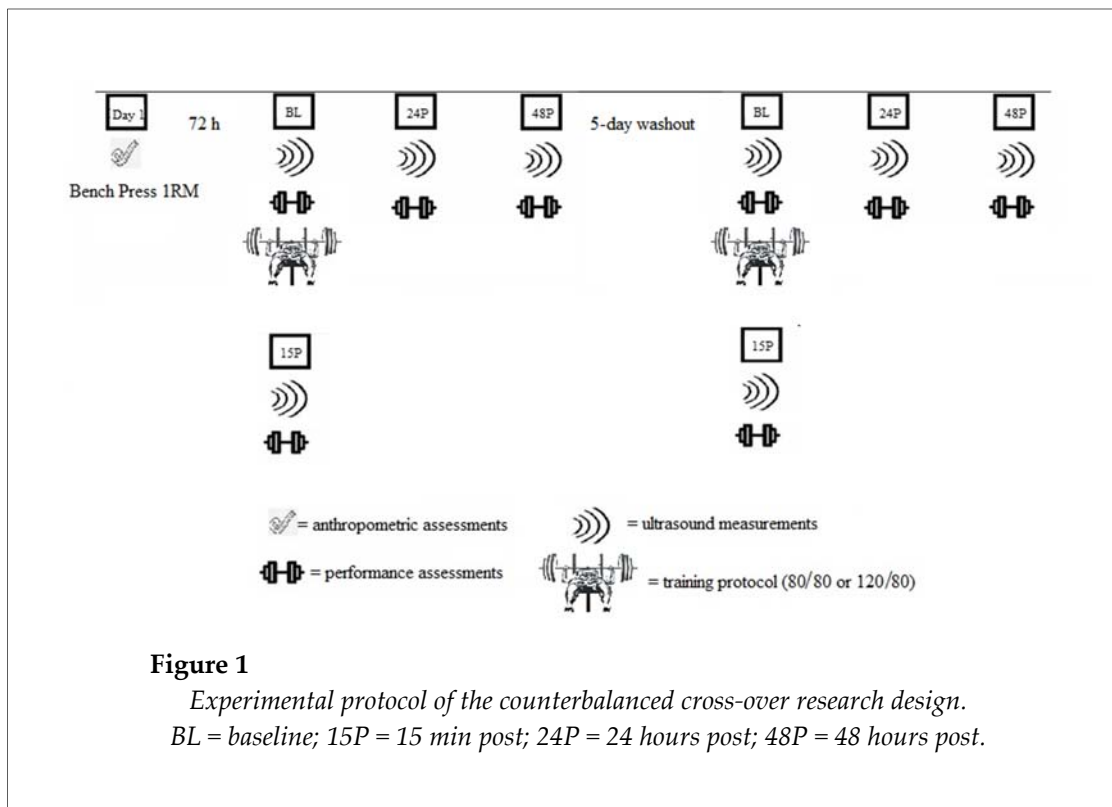 Day 1
72 h
BL
24P
48P
5-day washout
BL
24P
48P
Bench Press 1RM
15P
15P
= anthropometric assessments
= ultrasound measurements
= performance assessments
= training protocol (80/80 or 120/80)
Figure 1
Experimental protocol of the counterbalanced cross-over research design.
BL = baseline; 15P = 15 min post; 24P = 24 hours post; 48P = 48 hours post.